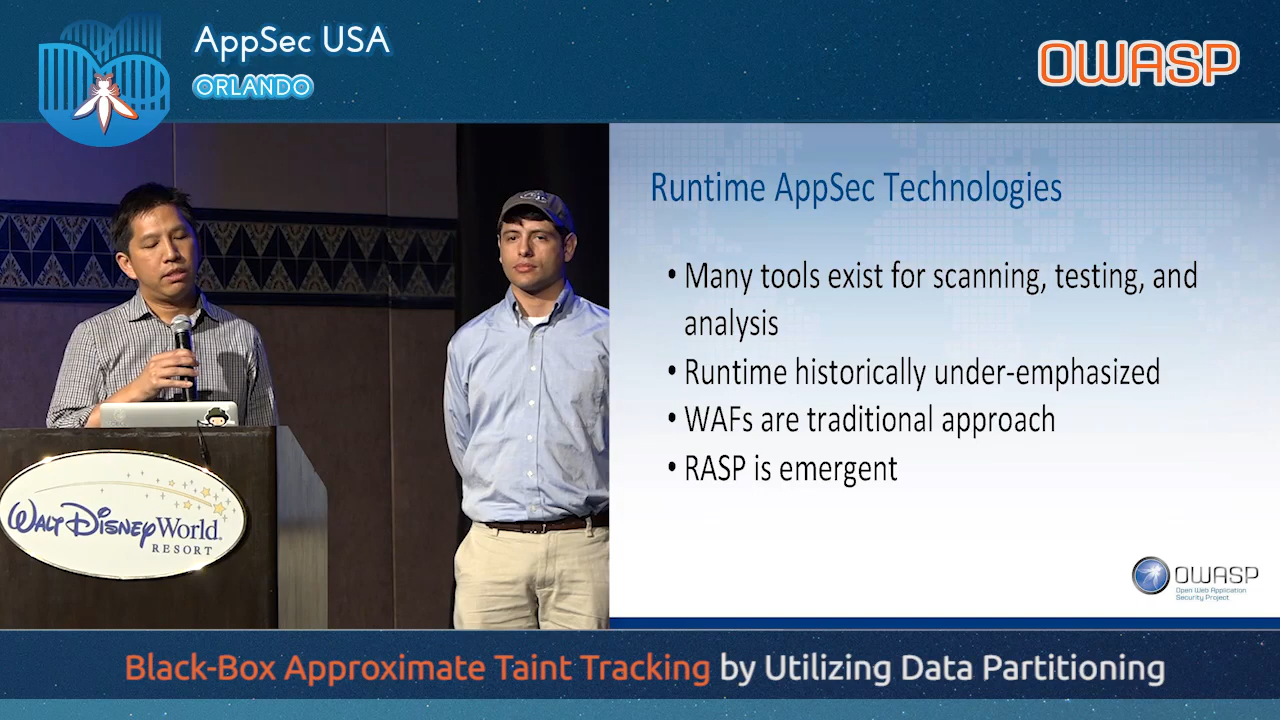 AppSec USA
ORLANDO
OWASP
Runtime AppSec Technologies
• Many tools exist for scanning, testing, and
analysis
• Runtime historically under-emphasized
• WAFs are traditional approach
• RASP is emergent
WALT DISNEY World.
RESORT
OWASP
Open Web Application
Security Project
Black-Box Approximate Taint Tracking by Utilizing Data Partitioning